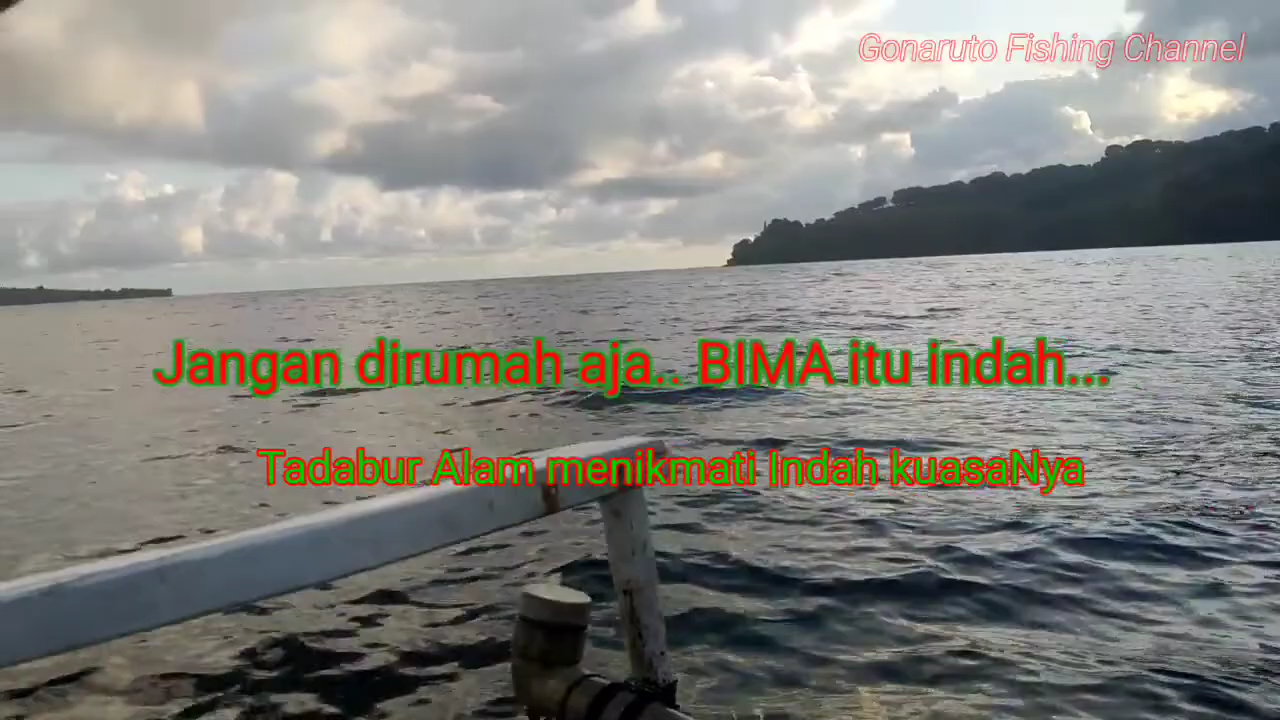 Gonaruto Fishing Channel
Jangan dirumah aja.. BIMA itu indah...
Tadabur Alam menikmati Indah kuasaNya